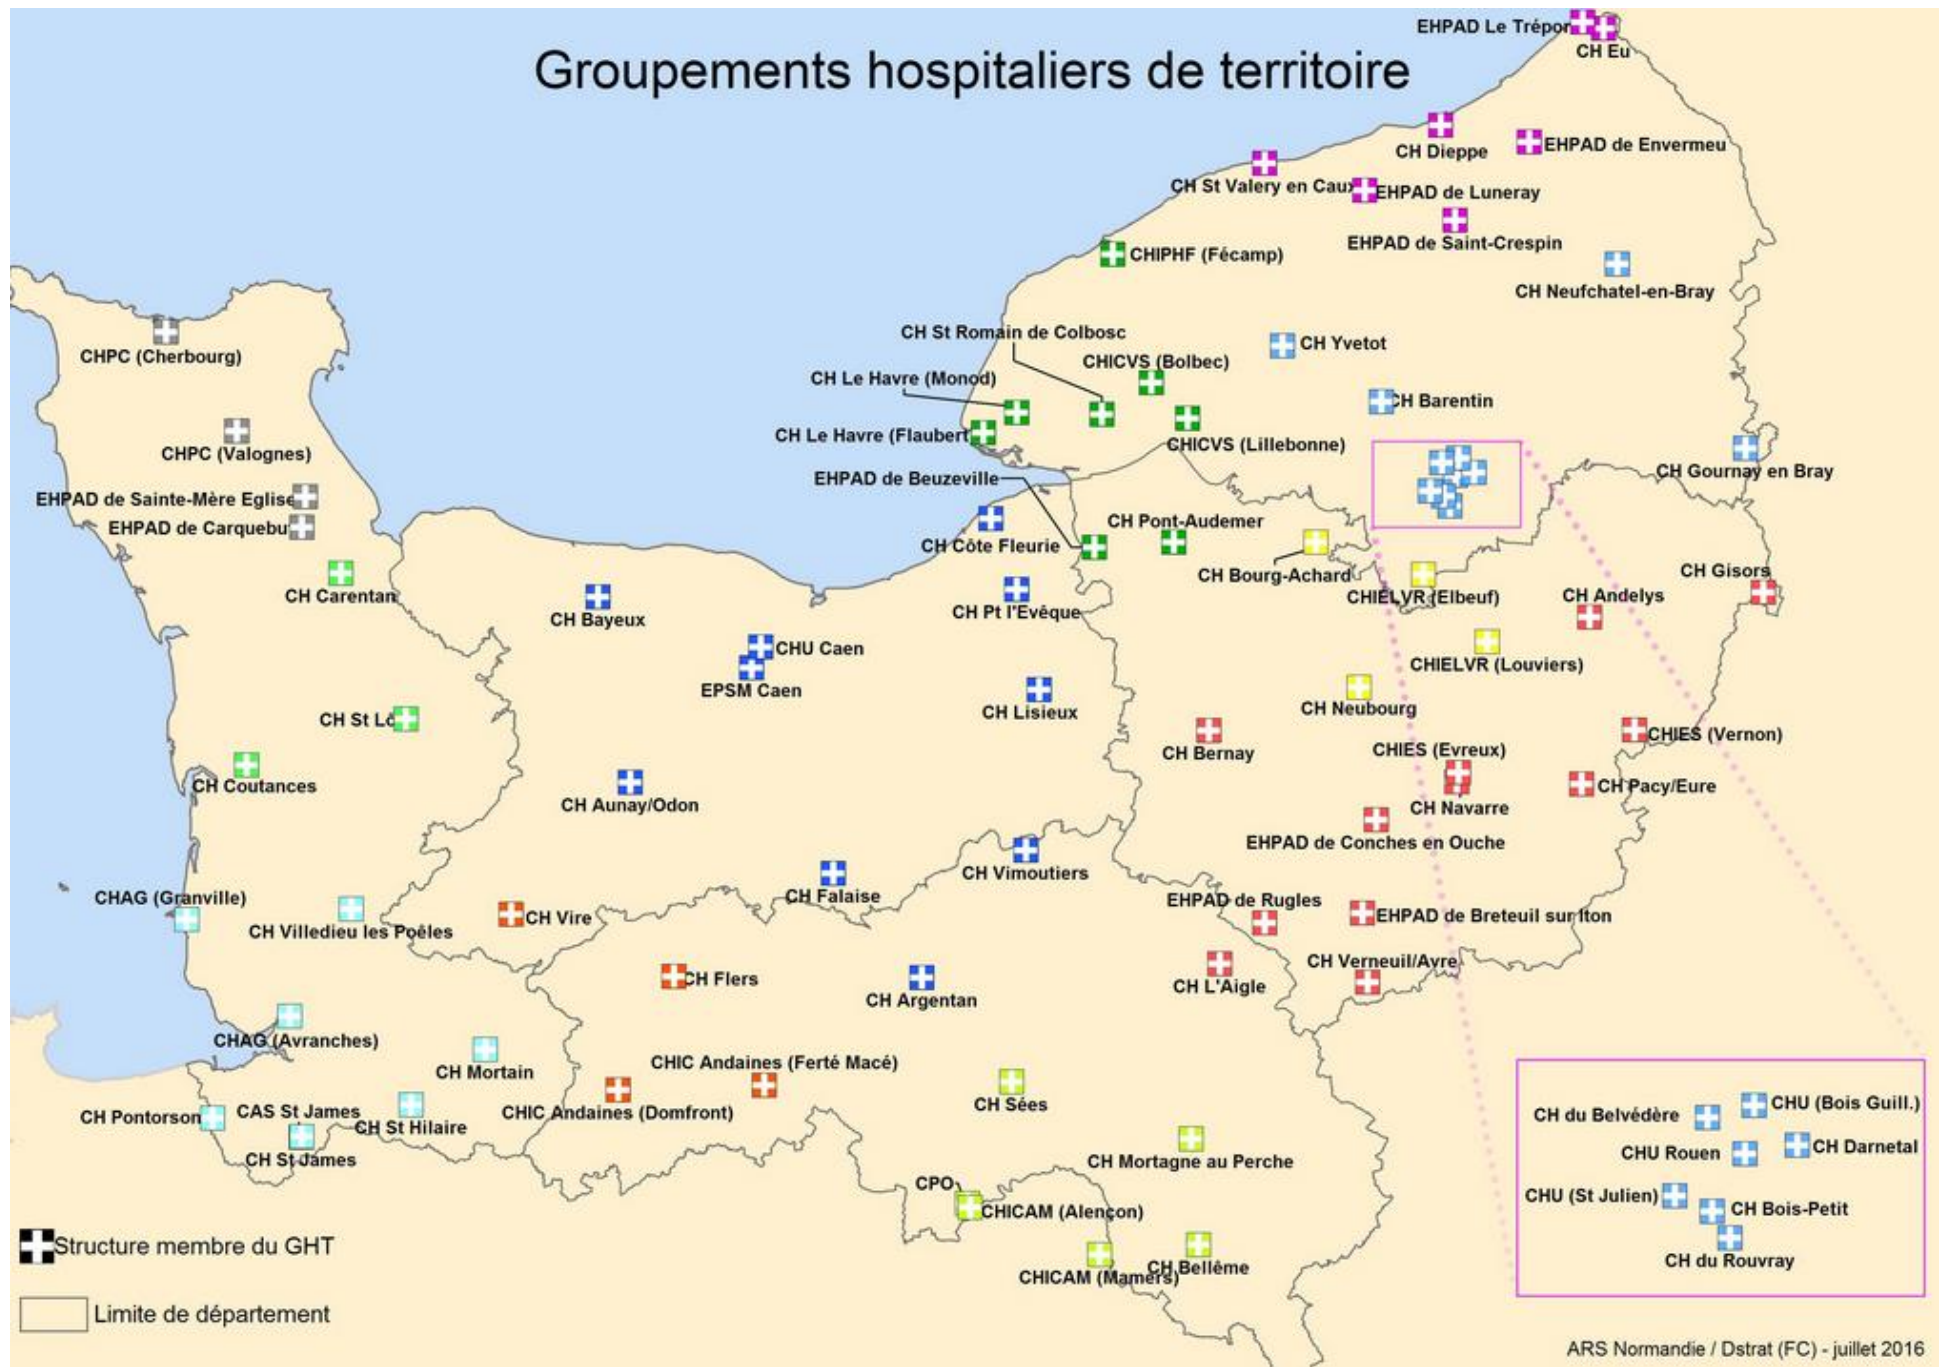 Groupements hospitaliers de territoire
EHPAD Le Trépor
CH Eu
CH Dieppe
EHPAD de Envermeu
CH St Valery en Caux
EHPAD de Luneray
EHPAD de Saint-Crespin
CHIPHF (Fécamp)
CH Neufchatel-en-Bray
CH St Romain de Colbosc
CH Yvetot
CHPC (Cherbourg)
CHICVS (Bolbec)
CH Le Havre (Monod)
CH Barentin
CH Le Havre (Flaubert
CHICVS (Lillebonne)
CHPC (Valognes)
CH Gournay en Bray
EHPAD de Beuzeville
EHPAD de Sainte-Mère Eglise
EHPAD de Carquebu
CH Pont-Audemer
CH Côte Fleurie
CH Bourg-Achard
CH Gisors
CH Carentan
CHIELVR (Elbeuf)
CH Andelys
CH Bayeux
CH Pt l'Evêque
CHU Caen
CHIELVR (Louviers)
EPSM Caen
CH Lisieux
CH Neubourg
CH St Lô
CHIES (Vernon)
CH Bernay
CHIES (Evreux)
CH Coutances
CH Pacy/Eure
CH Aunay/Odon
CH Navarre
EHPAD de Conches en Ouche
CH Vimoutiers
CHAG (Granville)
CH Falaise
EHPAD de Rugles
CH Vire
EHPAD de Breteuil sur Iton
CH Villedieu les Poêles
CH Verneuil/Avre
CH Flers
CH L'Aigle
CH Argentan
CHAG (Avranches)
CHIC Andaines (Ferté Macé)
CH Mortain
CH Sées
CHIC Andaines (Domfront)
CAS St James
CH Pontorson
CH St Hilaire
CH St James
CH Mortagne au Perche
CPO
CHICAM (Alençon)
CH Bellême
CHICAM (Mamers)
CHU (Bois Guill.)
CH du Belvédère
CH Darnetal
CHU Rouen
CHU (St Julien)
CH Bois-Petit
CH du Rouvray
Structure membre du GHT
Limite de département
ARS Normandie / Dstrat (FC) - juillet 2016